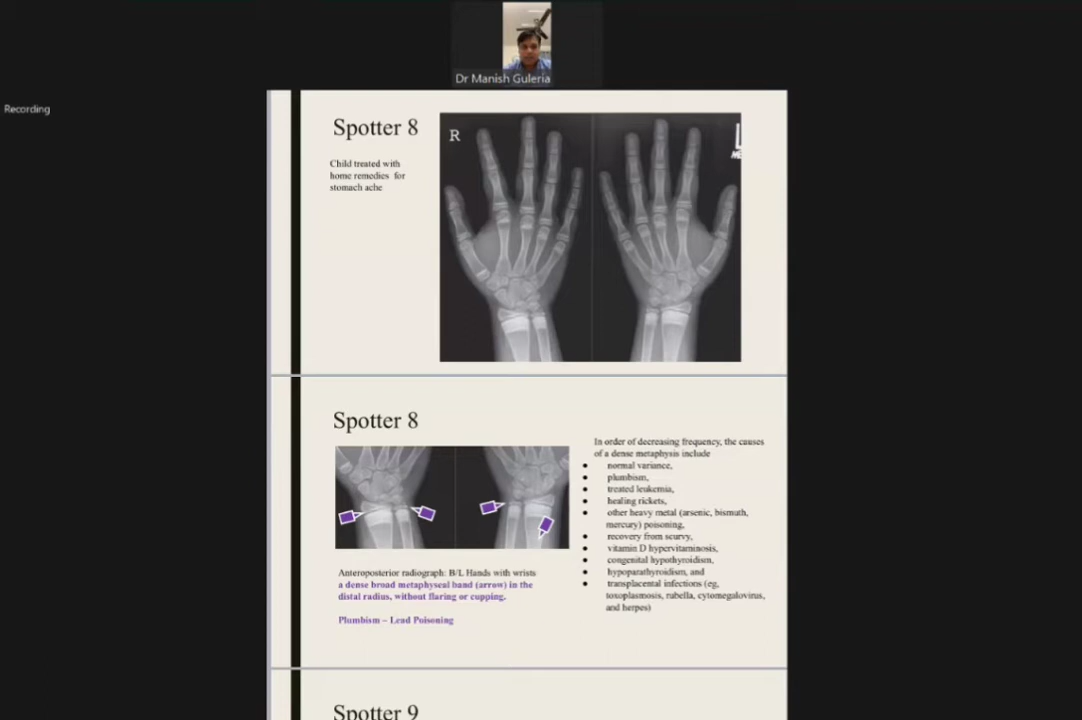 Dr Manish Guleria
Recording
Spotter 8
Child treated with
home remedies for
stomach ache
R
Spotter 8
In order of decreasing frequency, the causes
of a dense metaphysis include
● normal variance,
● plumbism,
● treated leukemia,
● healing rickets,
● other heavy metal (arsenic, bismuth,
mercury) poisoning,
● recovery from scurvy,
● vitamin D hypervitaminosis,
● congenital hypothyroidism,
● hypoparathyroidism, and
● transplacental infections (eg,
toxoplasmosis, rubella, cytomegalovirus,
and herpes)
Anteroposterior radiograph: B/L Hands with wrists
a dense broad metaphyseal band (arrow) in the
distal radius, without flaring or cupping.
Plumbism – Lead Poisoning
Spotter 9